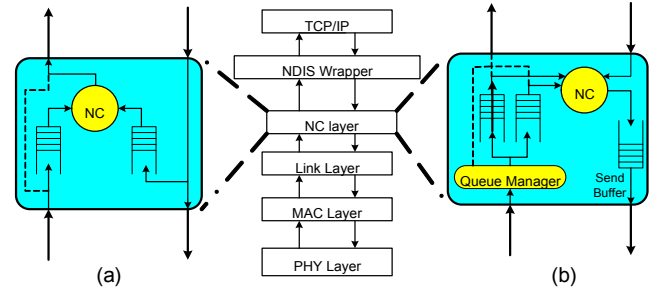 TCP/IP
NDIS Wrapper
NC
NC
NC layer
Link Layer
Queue Manager
Send
Buffer
MAC Layer
PHY Layer
(a)
(b)